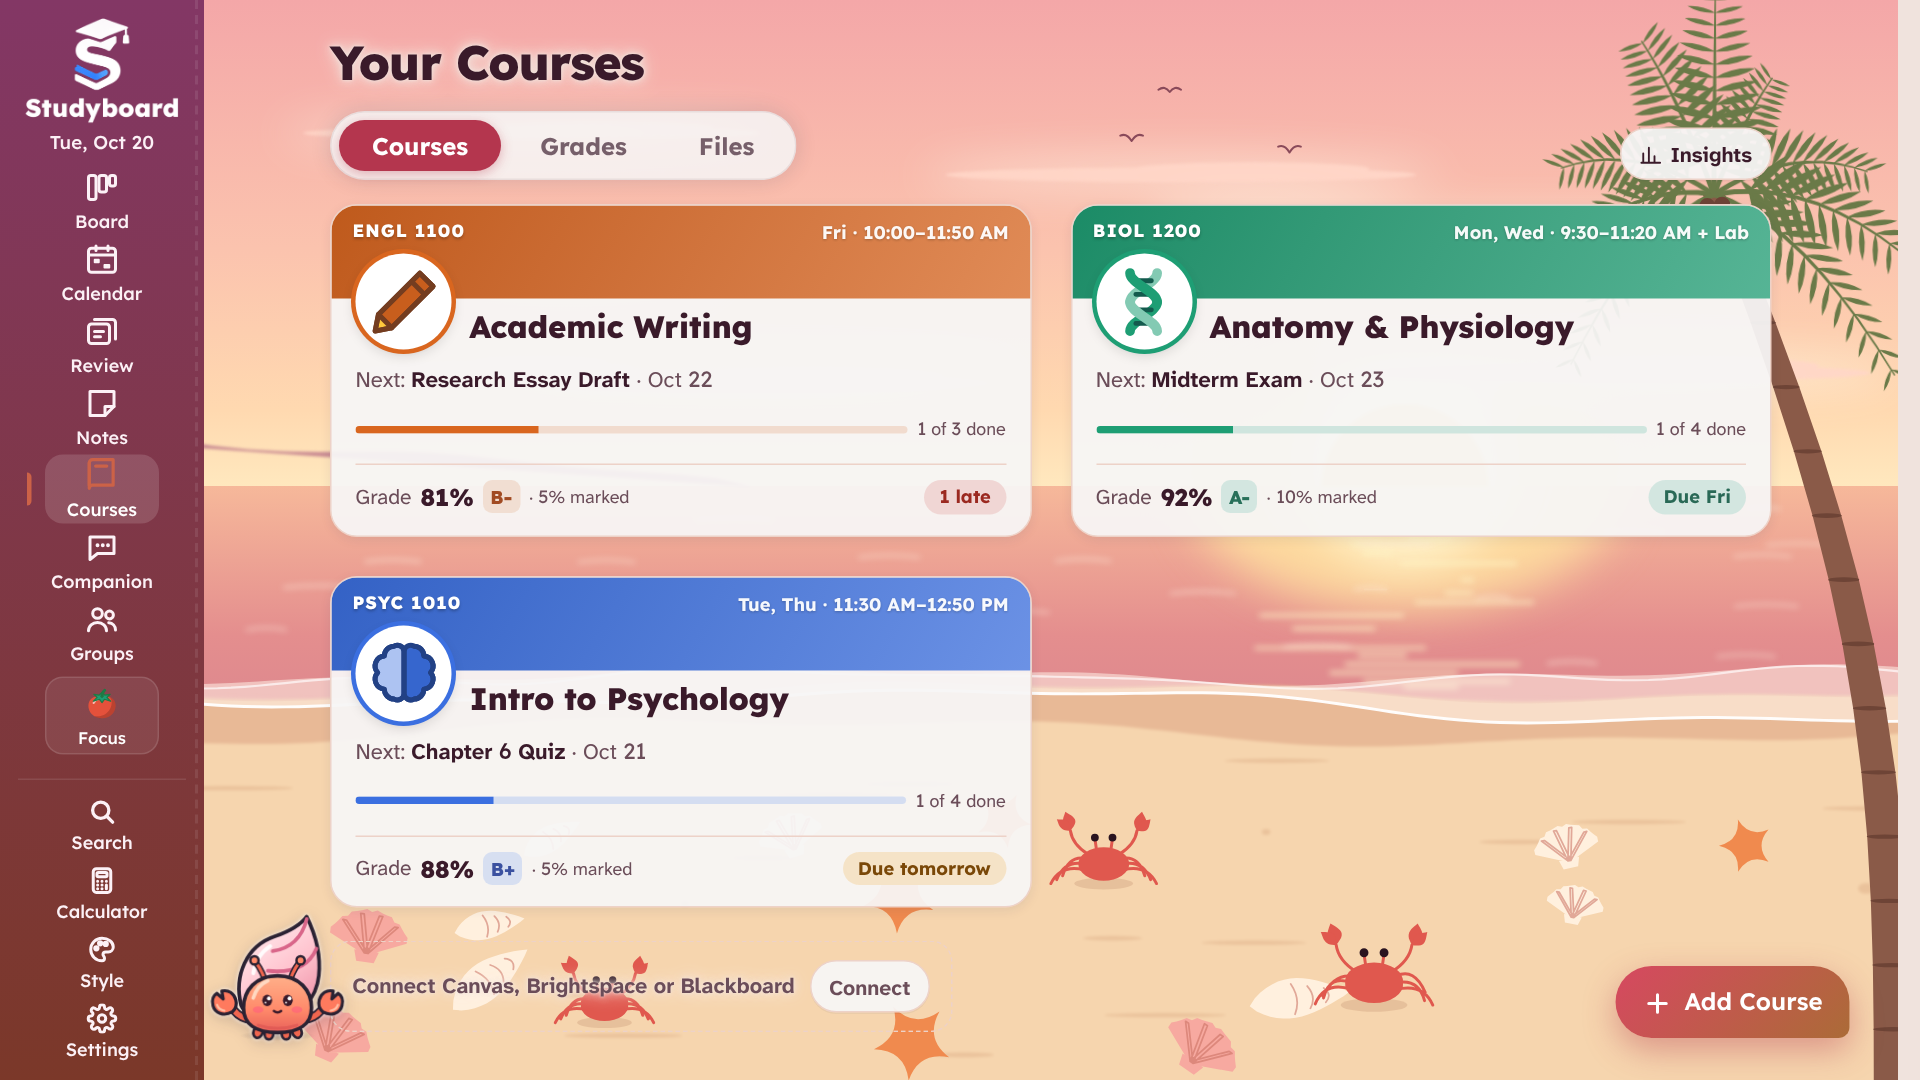 Studyboard
Tue, Oct 20
Board
Calendar
Review
Notes
Courses
Companion
Groups
Focus
Search
Calculator
Style
Settings
Your Courses
Courses
Grades
Files
Insights
ENGL 1100
Fri · 10:00–11:50 AM
Academic Writing
Next: Research Essay Draft · Oct 22
1 of 3 done
Grade 81% B- · 5% marked
1 late
BIOL 1200
Mon, Wed · 9:30–11:20 AM + Lab
Anatomy & Physiology
Next: Midterm Exam · Oct 23
1 of 4 done
Grade 92% A- · 10% marked
Due Fri
PSYC 1010
Tue, Thu · 11:30 AM–12:50 PM
Intro to Psychology
Next: Chapter 6 Quiz · Oct 21
1 of 4 done
Grade 88% B+ · 5% marked
Due tomorrow
Connect Canvas, Brightspace or Blackboard
Connect
+ Add Course